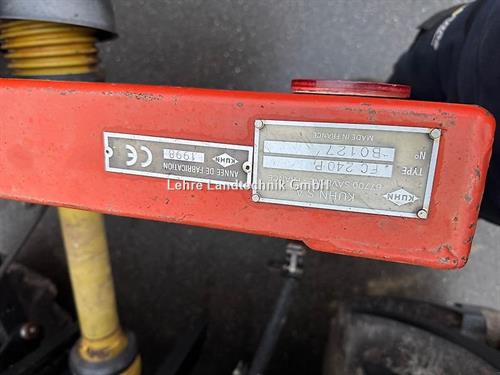 KUHN S.A.
67700 SAVERNE FRANCE
TYPE FC 240 P
N° B0127
MADE IN FRANCE
KUHN
ANNÉE DE FABRICATION
1998
CE
KUHN
Lehre Landtechnik GmbH